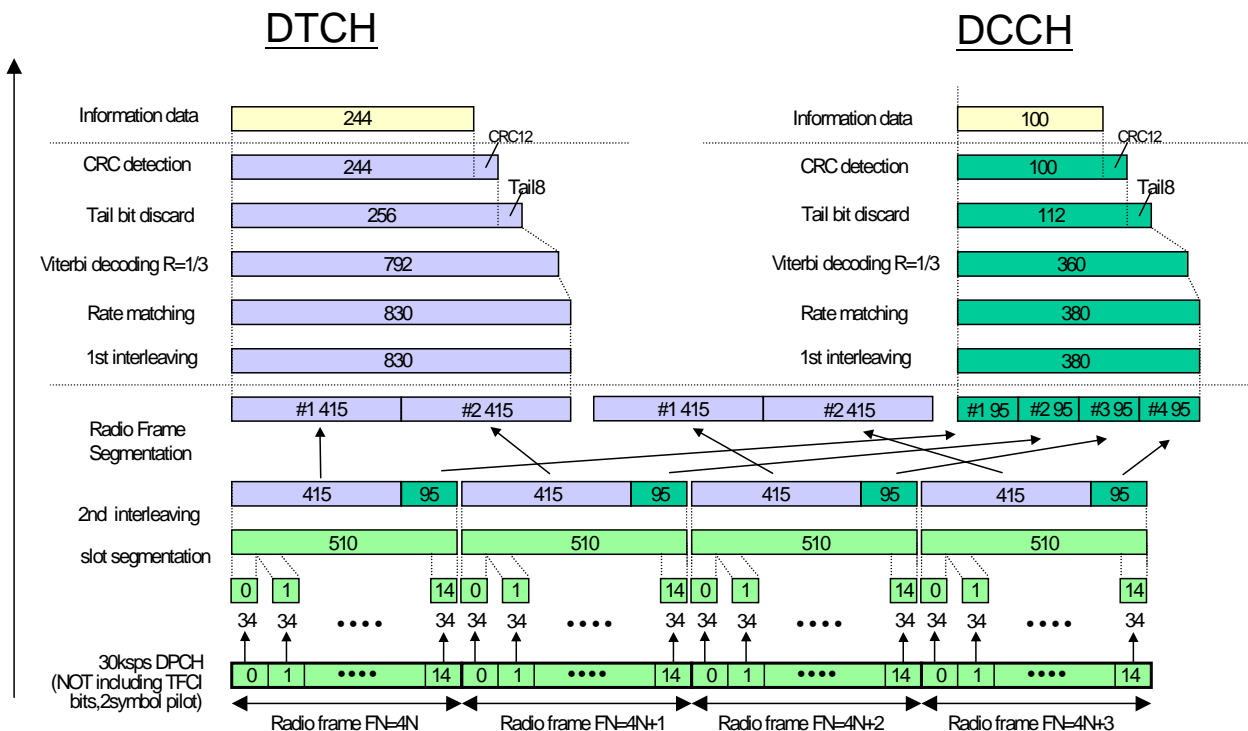 DTCH DCCH
Information data 244 Information data 100
CRC12 CRC12
CRC detection 244 CRC detection 100
Tail8 Tail8
Tail bit discard 256 Tail bit discard 112
Viterbi decoding R=1/3 792 Viterbi decoding R=1/3 360
Rate matching 830 Rate matching 380
1st interleaving 830 1st interleaving 380
#1 415 #2 415 #1 415 #2 415 #1 95 #2 95 #3 95 #4 95
Radio Frame
Segmentation
415 95 415 95 415 95 415 95
2nd interleaving
slot segmentation 510 510 510 510
0 1 14 0 1 14 0 1 14 0 1 14
34 34 •••• 34 34 34 •••• 34 34 34 •••• 34 34 34 •••• 34
30ksps DPCH
(NOT including TFCI
bits,2symbol pilot)
0 1 •••• 14 0 1 •••• 14 0 1 •••• 14 0 1 •••• 14
Radio frame FN=4N Radio frame FN=4N+1 Radio frame FN=4N+2 Radio frame FN=4N+3